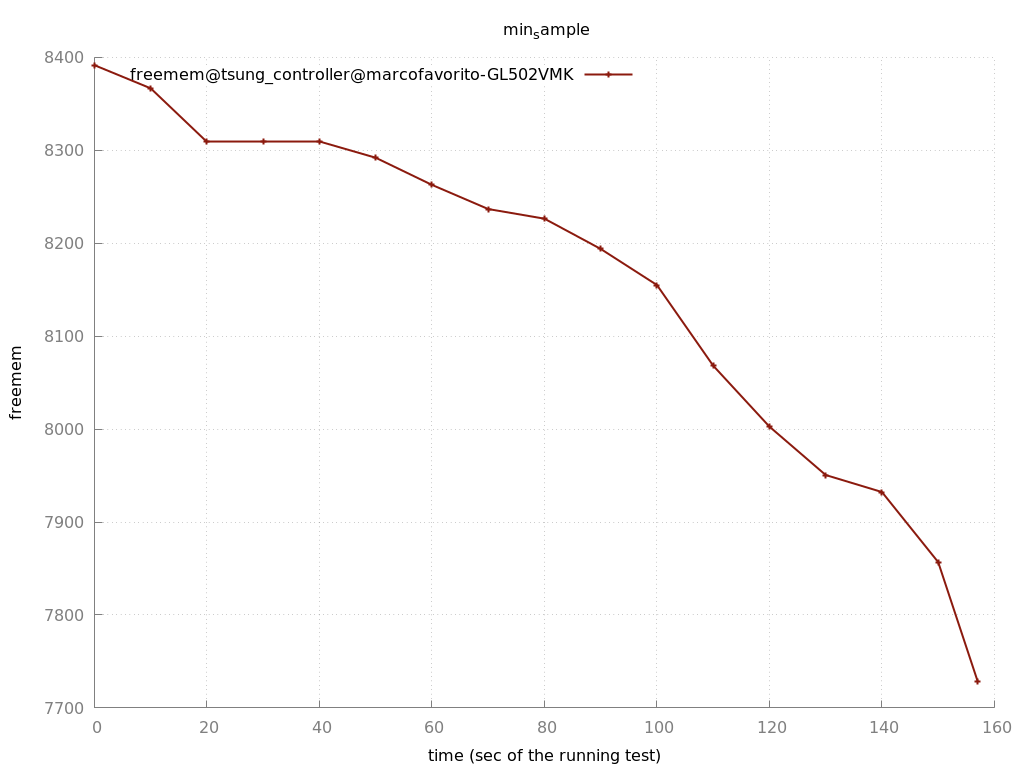 min_sample
freemem@tsung_controller@marcofavorito-GL502VMK
8400
8300
8200
8100
8000
7900
7800
7700
freemem
0 20 40 60 80 100 120 140 160
time (sec of the running test)